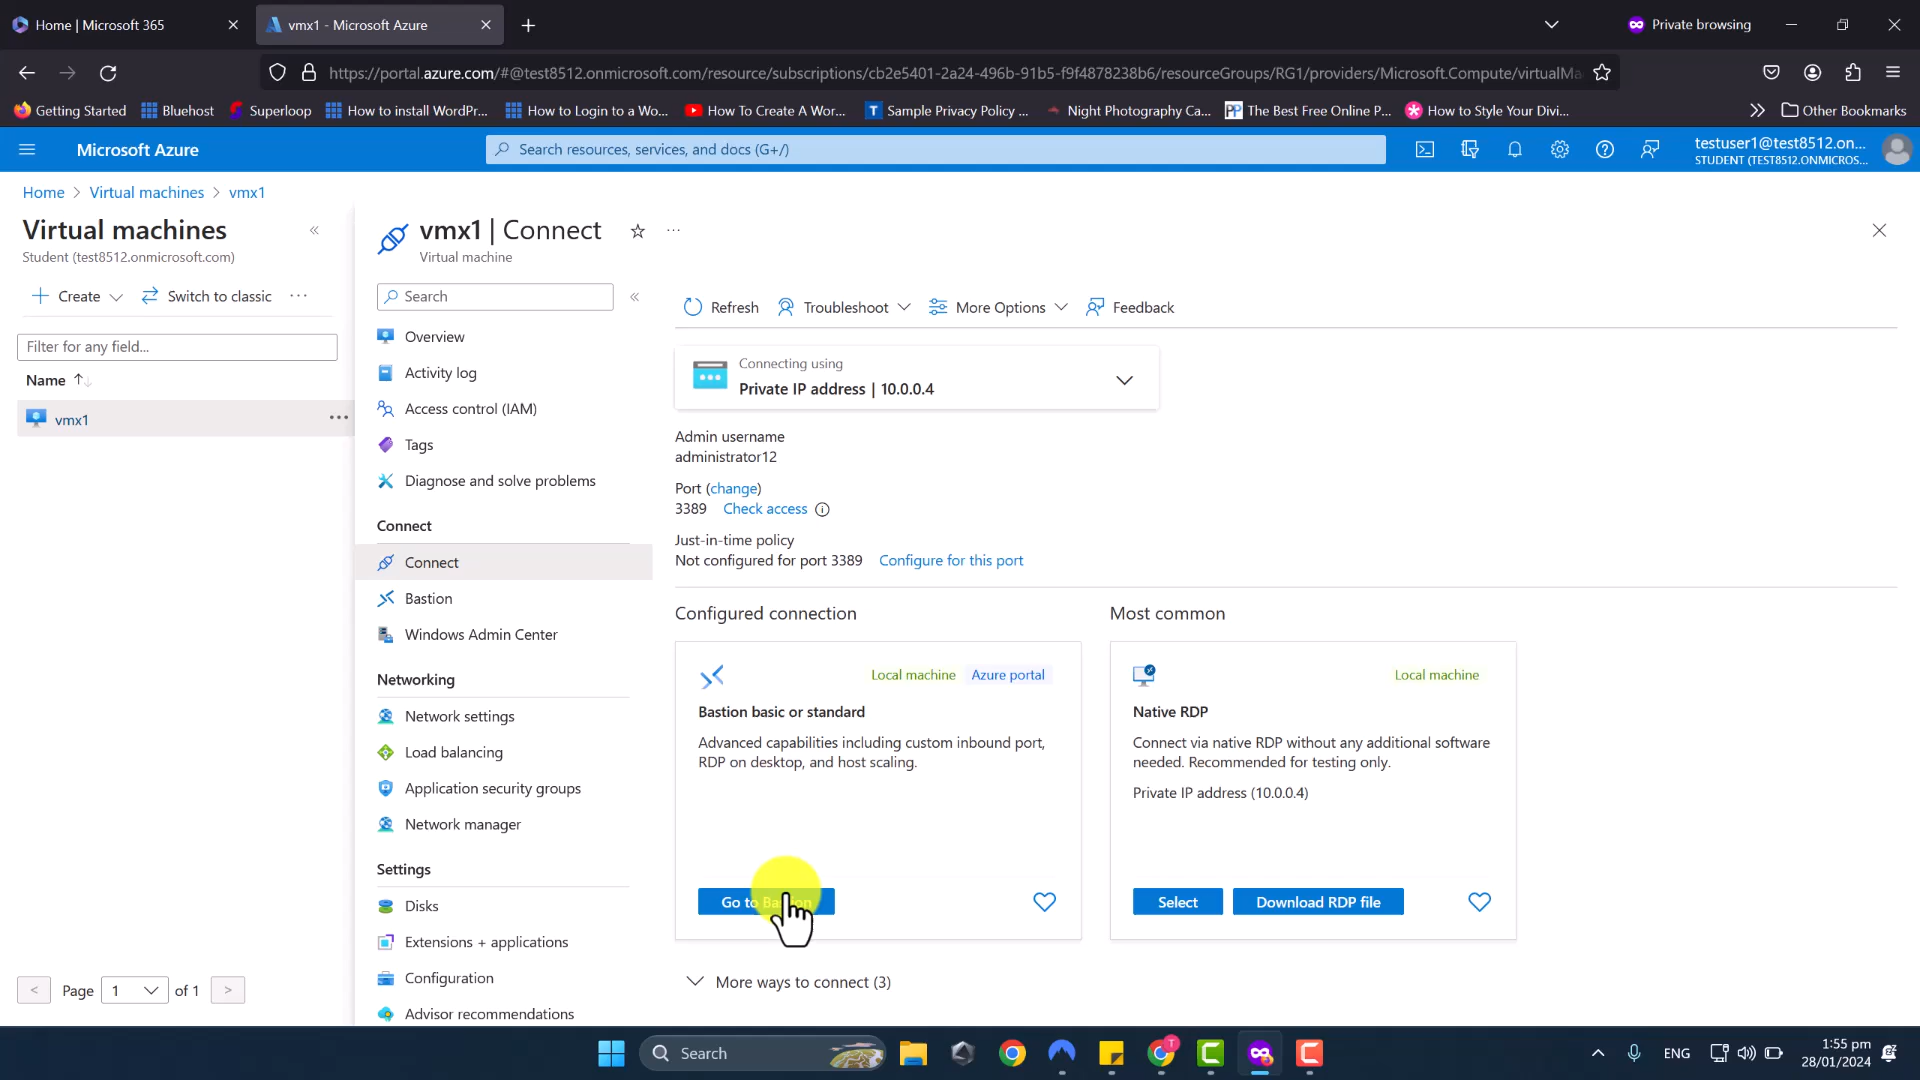 Home | Microsoft 365
vmx1 - Microsoft Azure
Private browsing
https://portal.azure.com/#@test8512.onmicrosoft.com/resource/subscriptions/cb2e5401-2a24-496b-91b5-f9f4878238b6/resourceGroups/RG1/providers/Microsoft.Compute/virtualMa
Getting Started
Bluehost
Superloop
How to install WordPr...
How to Login to a Wo...
How To Create A Wor...
Sample Privacy Policy ...
Night Photography Ca...
The Best Free Online P...
How to Style Your Divi...
Other Bookmarks
Microsoft Azure
Search resources, services, and docs (G+/)
testuser1@test8512.on...
STUDENT (TEST8512.ONMICROS...
Home > Virtual machines > vmx1
Virtual machines
Student (test8512.onmicrosoft.com)
Create
Switch to classic
Filter for any field...
Name
vmx1
Page 1 of 1
vmx1 | Connect
Virtual machine
Search
Overview
Activity log
Access control (IAM)
Tags
Diagnose and solve problems
Connect
Connect
Bastion
Windows Admin Center
Networking
Network settings
Load balancing
Application security groups
Network manager
Settings
Disks
Extensions + applications
Configuration
Advisor recommendations
Refresh
Troubleshoot
More Options
Feedback
Connecting using
Private IP address | 10.0.0.4
Admin username
administrator12
Port (change)
3389 Check access
Just-in-time policy
Not configured for port 3389 Configure for this port
Configured connection
Local machine
Azure portal
Bastion basic or standard
Advanced capabilities including custom inbound port,
RDP on desktop, and host scaling.
Go to Bastion
Most common
Local machine
Native RDP
Connect via native RDP without any additional software
needed. Recommended for testing only.
Private IP address (10.0.0.4)
Select
Download RDP file
More ways to connect (3)
Search
ENG
1:55 pm
28/01/2024